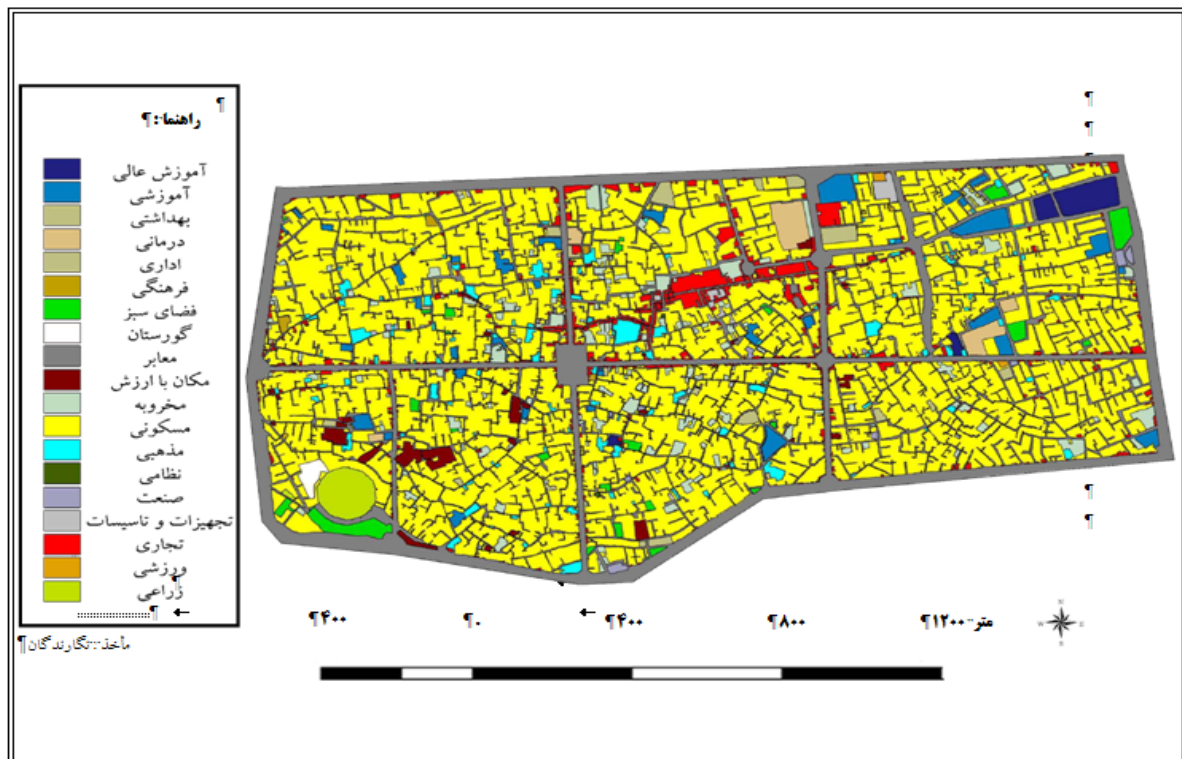 راهنما:
آموزش عالی
آموزشی
بهداشتی
درمانی
اداری
فرهنگی
فضای سبز
گورستان
معابر
مکان با ارزش
مخروبه
مسکونی
مذهبی
نظامی
صنعت
تجهیزات و تاسیسات
تجاری
ورزشی
زراعی
۴۰۰ ۰ ۴۰۰ ۸۰۰ ۱۲۰۰ متر
N
W E
S
مأخذ: نگارندگان